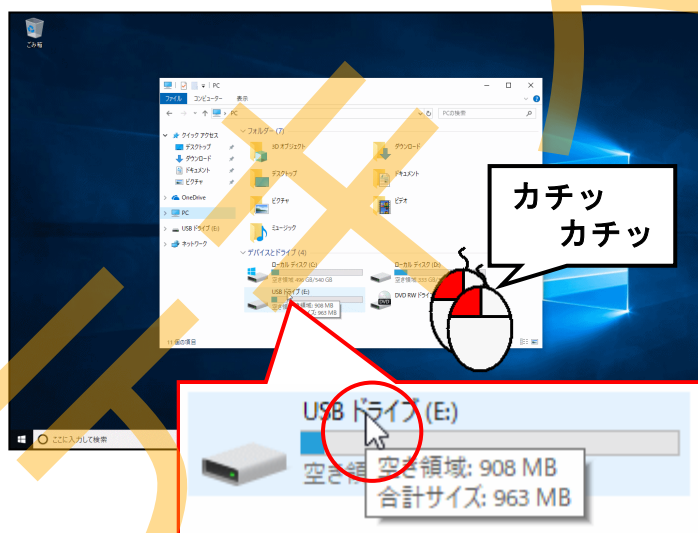 ごみ箱
PC
ファイル コンピューター 表示
PC
PCの検索
クイック アクセス
デスクトップ
ダウンロード
ドキュメント
ピクチャ
OneDrive
PC
USB ドライブ (E:)
ネットワーク
フォルダー (7)
3D オブジェクト
ダウンロード
デスクトップ
ドキュメント
ピクチャ
ビデオ
ミュージック
デバイスとドライブ (4)
ローカル ディスク (C:)
ローカル ディスク (D:)
USB ドライブ (E:)
DVD RW ドライ
11 個の項目
ここに入力して検索
カチッ
カチッ
USB ドライブ (E:)
空き領域: 908 MB
合計サイズ: 963 MB